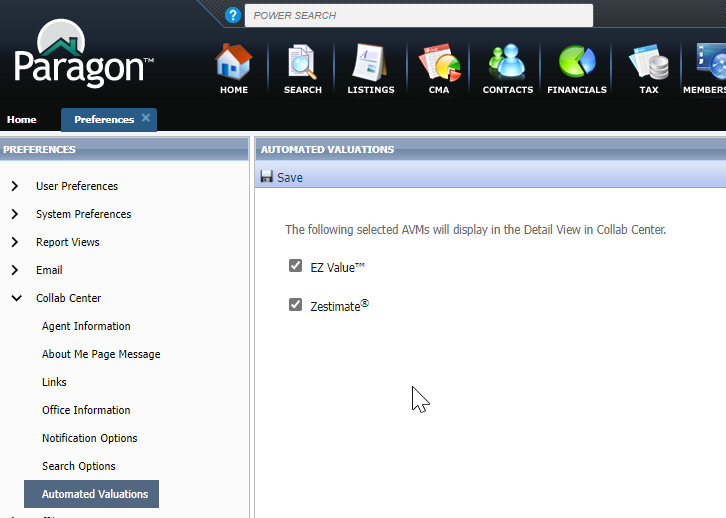 ? POWER SEARCH
Paragon™
HOME SEARCH LISTINGS CMA CONTACTS FINANCIALS TAX MEMBERS
Home Preferences ×
PREFERENCES
User Preferences
System Preferences
Report Views
Email
Collab Center
Agent Information
About Me Page Message
Links
Office Information
Notification Options
Search Options
Automated Valuations
AUTOMATED VALUATIONS
Save
The following selected AVMs will display in the Detail View in Collab Center.
EZ Value™
Zestimate®